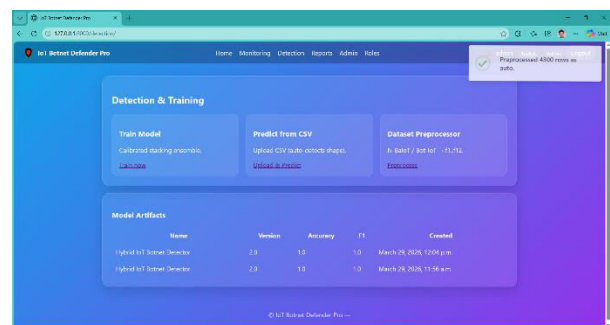 IoT Botnet Defender Pro
127.0.0.1
IoT Botnet Defender Pro
Home Monitoring Detection Reports Admin Roles
Preprocessed 4300 rows as
auto.
Detection & Training
Train Model
Calibrated stacking ensemble.
Train now
Predict from CSV
Upload CSV (auto-detects shape).
Upload & Predict
Dataset Preprocessor
N-BaIoT / Bot-IoT → f1..f12.
Preprocess
Model Artifacts
Name Version Accuracy F1 Created
Hybrid IoT Botnet Detector 2.0 1.0 1.0 March 29, 2026, 12:04 p.m.
Hybrid IoT Botnet Detector 2.0 1.0 1.0 March 29, 2026, 11:56 a.m.
© IoT Botnet Defender Pro —